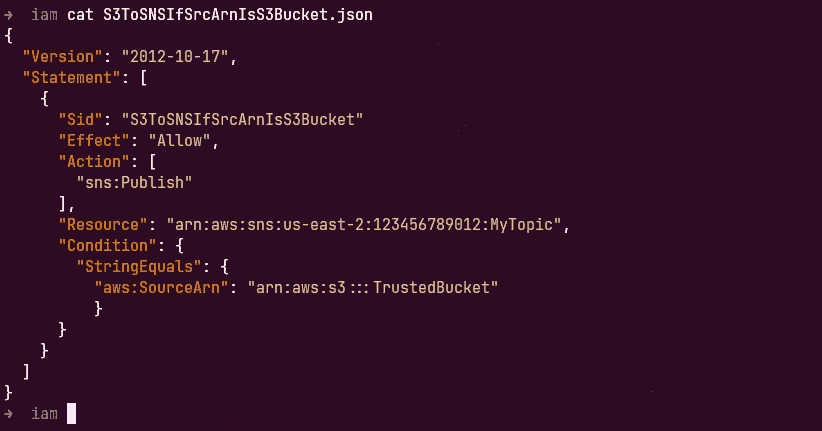 →  iam cat S3ToSNSIfSrcArnIsS3Bucket.json
{
  "Version": "2012-10-17",
  "Statement": [
    {
      "Sid": "S3ToSNSIfSrcArnIsS3Bucket"
      "Effect": "Allow",
      "Action": [
        "sns:Publish"
      ],
      "Resource": "arn:aws:sns:us-east-2:123456789012:MyTopic",
      "Condition": {
        "StringEquals": {
          "aws:SourceArn": "arn:aws:s3:::TrustedBucket"
          }
      }
    }
  ]
}
→  iam